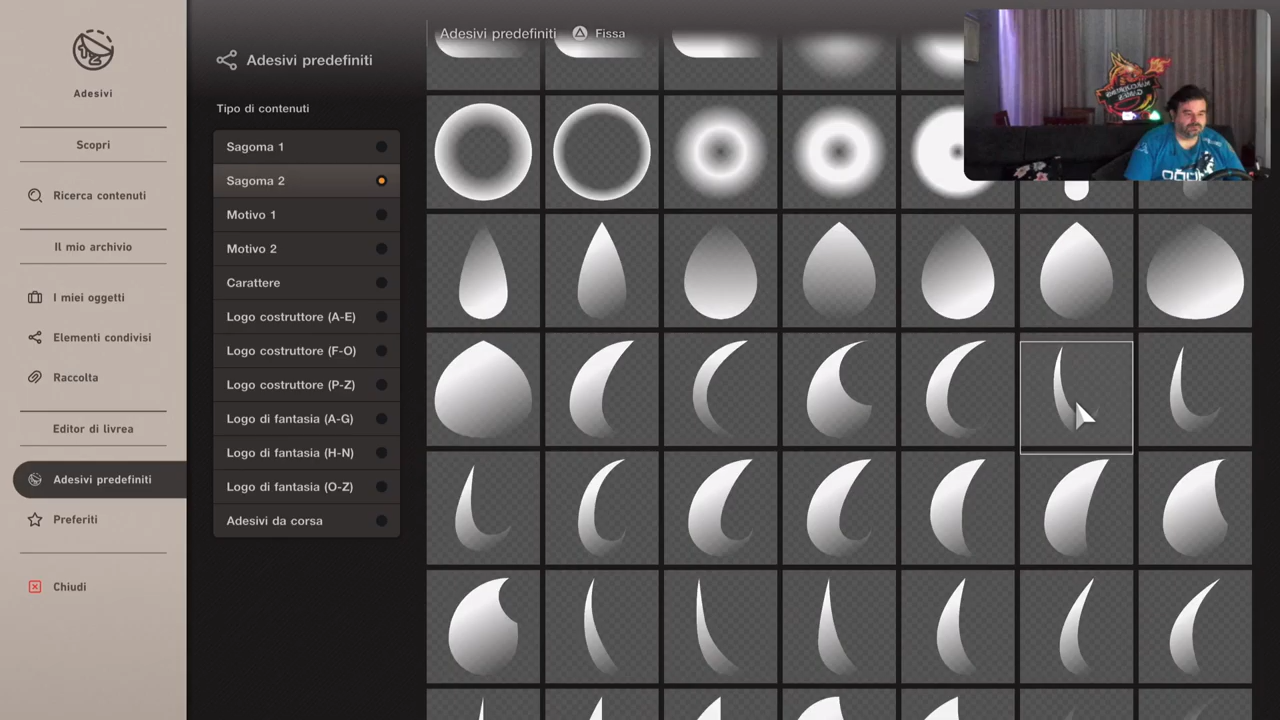 Adesivi
Scopri
Ricerca contenuti
Il mio archivio
I miei oggetti
Elementi condivisi
Raccolta
Editor di livrea
Adesivi predefiniti
Preferiti
Chiudi
Adesivi predefiniti
Tipo di contenuti
Sagoma 1
Sagoma 2
Motivo 1
Motivo 2
Carattere
Logo costruttore (A-E)
Logo costruttore (F-O)
Logo costruttore (P-Z)
Logo di fantasia (A-G)
Logo di fantasia (H-N)
Logo di fantasia (O-Z)
Adesivi da corsa
Adesivi predefiniti Fissa